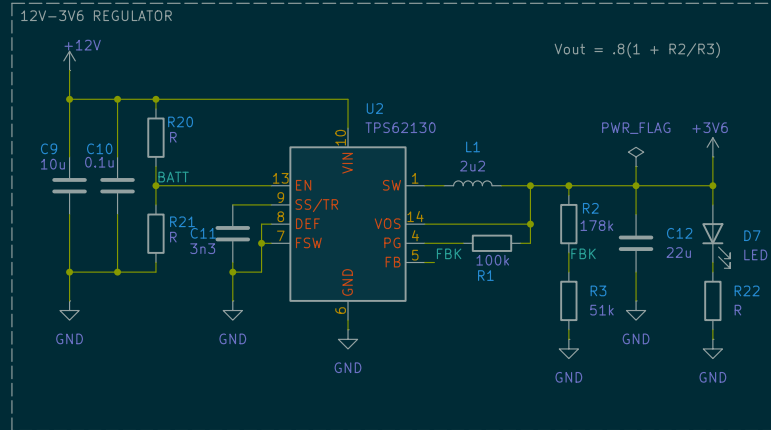 12V-3V6 REGULATOR
+12V
Vout = .8(1 + R2/R3)
U2
TPS62130
R20
R
C9
10u
C10
0.1u
10
VIN
L1
2u2
PWR_FLAG
+3V6
BATT
13
EN
SW
1
9
SS/TR
8
DEF
VOS
14
7
FSW
PG
4
FB
5
GND
6
R21
R
C11
3n3
FBK
100k
R1
R2
178k
FBK
C12
22u
D7
LED
R3
51k
R22
R
GND
GND
GND
GND
GND
GND